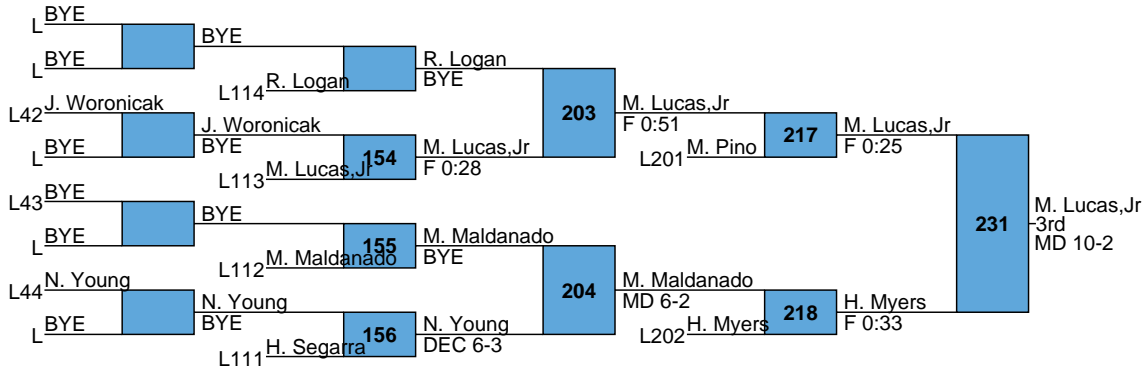 L BYE
L BYE
BYE
L114 R. Logan
R. Logan
BYE
L42 J. Woronicak
L BYE
J. Woronicak
BYE
L113 M. Lucas,Jr
154
M. Lucas,Jr
F 0:28
203
M. Lucas,Jr
F 0:51
L201 M. Pino
217
M. Lucas,Jr
F 0:25
L43 BYE
L BYE
BYE
L112 M. Maldanado
155
M. Maldanado
BYE
L44 N. Young
L BYE
N. Young
BYE
L111 H. Segarra
156
N. Young
DEC 6-3
204
M. Maldanado
MD 6-2
L202 H. Myers
218
H. Myers
F 0:33
231
M. Lucas,Jr
3rd
MD 10-2